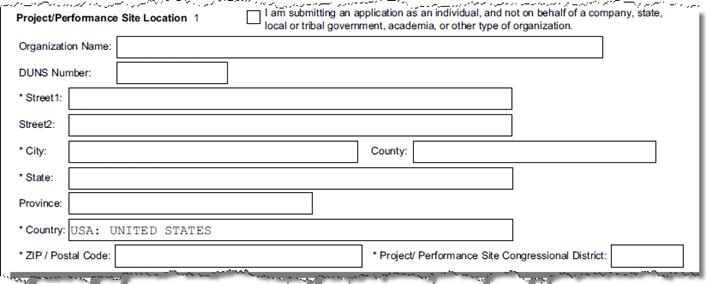 Project/Performance Site Location 1
I am submitting an application as an individual, and not on behalf of a company, state,
local or tribal government, academia, or other type of organization.
Organization Name:
DUNS Number:
* Street1:
Street2:
* City: County:
* State:
Province:
* Country: USA: UNITED STATES
* ZIP / Postal Code: * Project/ Performance Site Congressional District: